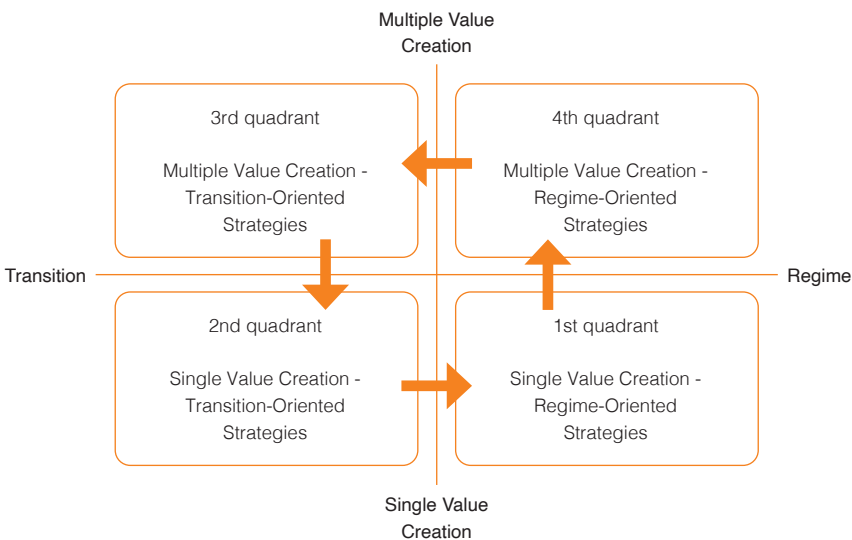 Multiple Value
Creation
3rd quadrant
Multiple Value Creation -
Transition-Oriented
Strategies
4th quadrant
Multiple Value Creation -
Regime-Oriented
Strategies
Transition
Regime
2nd quadrant
Single Value Creation -
Transition-Oriented
Strategies
1st quadrant
Single Value Creation -
Regime-Oriented
Strategies
Single Value
Creation